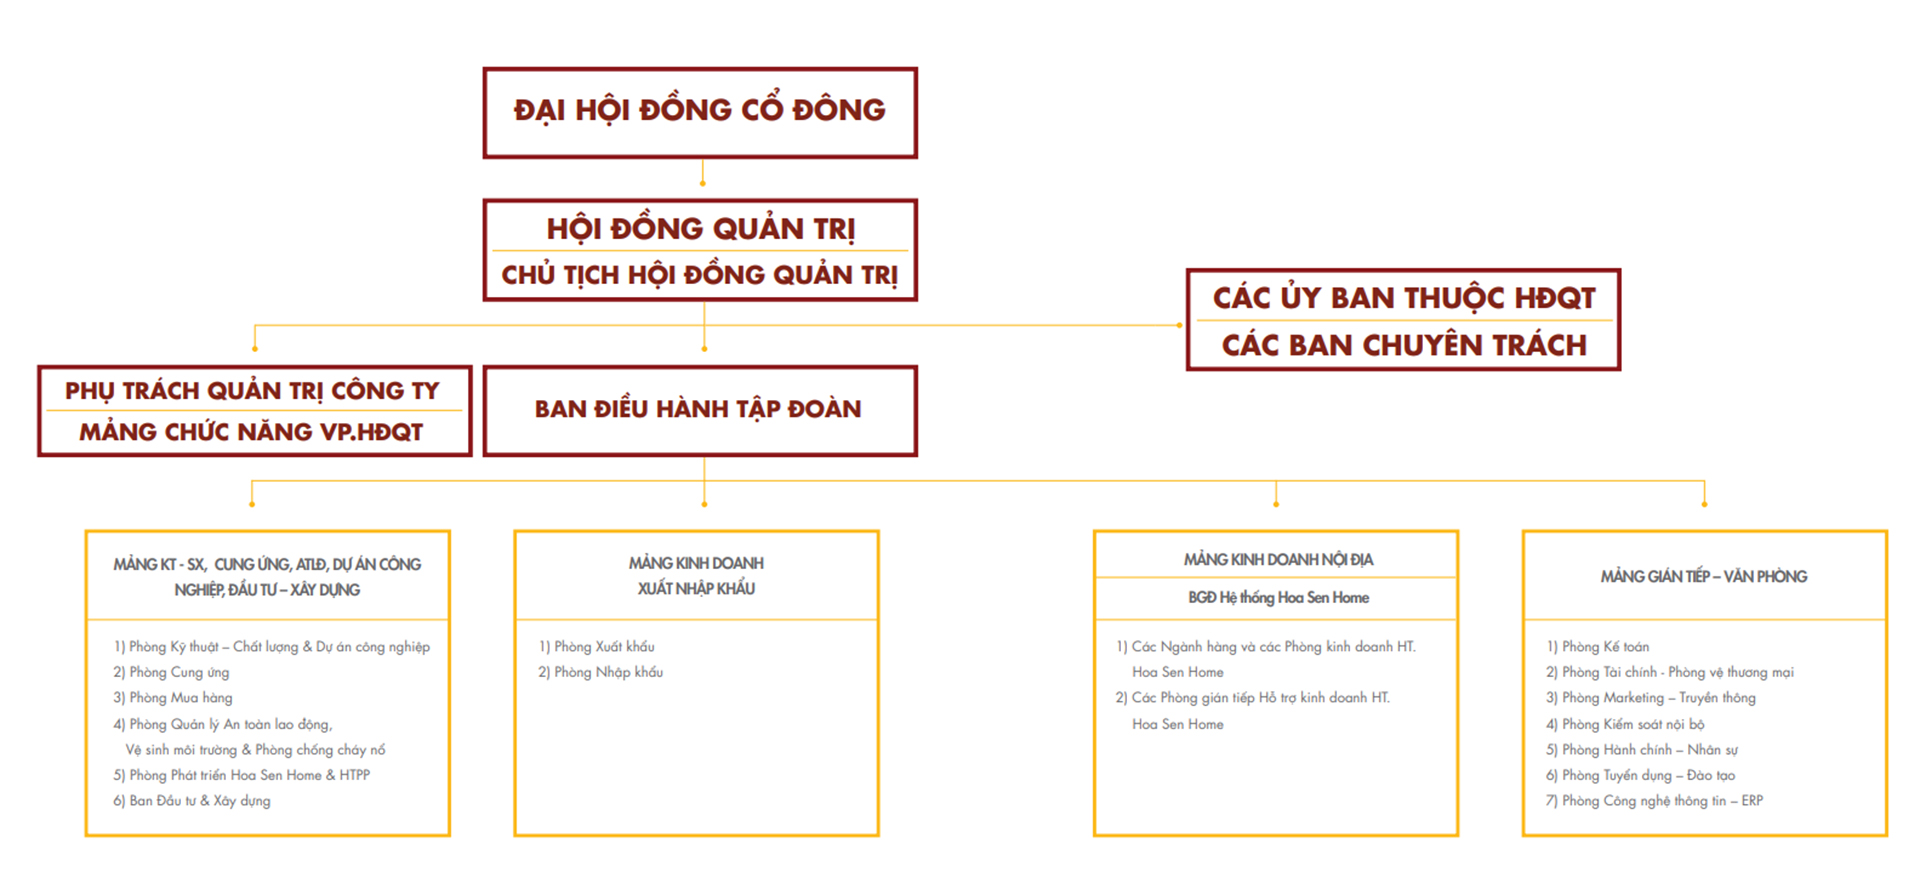 ĐẠI HỘI ĐỒNG CỔ ĐÔNG
HỘI ĐỒNG QUẢN TRỊ
CHỦ TỊCH HỘI ĐỒNG QUẢN TRỊ
CÁC ỦY BAN THUỘC HĐQT
CÁC BAN CHUYÊN TRÁCH
PHỤ TRÁCH QUẢN TRỊ CÔNG TY
MẢNG CHỨC NĂNG VP.HĐQT
BAN ĐIỀU HÀNH TẬP ĐOÀN
MẢNG KT - SX, CUNG ỨNG, ATLĐ, DỰ ÁN CÔNG
NGHIỆP, ĐẦU TƯ – XÂY DỰNG
1) Phòng Kỹ thuật – Chất lượng & Dự án công nghiệp
2) Phòng Cung ứng
3) Phòng Mua hàng
4) Phòng Quản lý An toàn lao động,
Vệ sinh môi trường & Phòng chống cháy nổ
5) Phòng Phát triển Hoa Sen Home & HTPP
6) Ban Đầu tư & Xây dựng
MẢNG KINH DOANH
XUẤT NHẬP KHẨU
1) Phòng Xuất khẩu
2) Phòng Nhập khẩu
MẢNG KINH DOANH NỘI ĐỊA
BGĐ Hệ thống Hoa Sen Home
1) Các Ngành hàng và các Phòng kinh doanh HT.
Hoa Sen Home
2) Các Phòng gián tiếp Hỗ trợ kinh doanh HT.
Hoa Sen Home
MẢNG GIÁN TIẾP – VĂN PHÒNG
1) Phòng Kế toán
2) Phòng Tài chính - Phòng vệ thương mại
3) Phòng Marketing – Truyền thông
4) Phòng Kiểm soát nội bộ
5) Phòng Hành chính – Nhân sự
6) Phòng Tuyển dụng – Đào tạo
7) Phòng Công nghệ thông tin – ERP